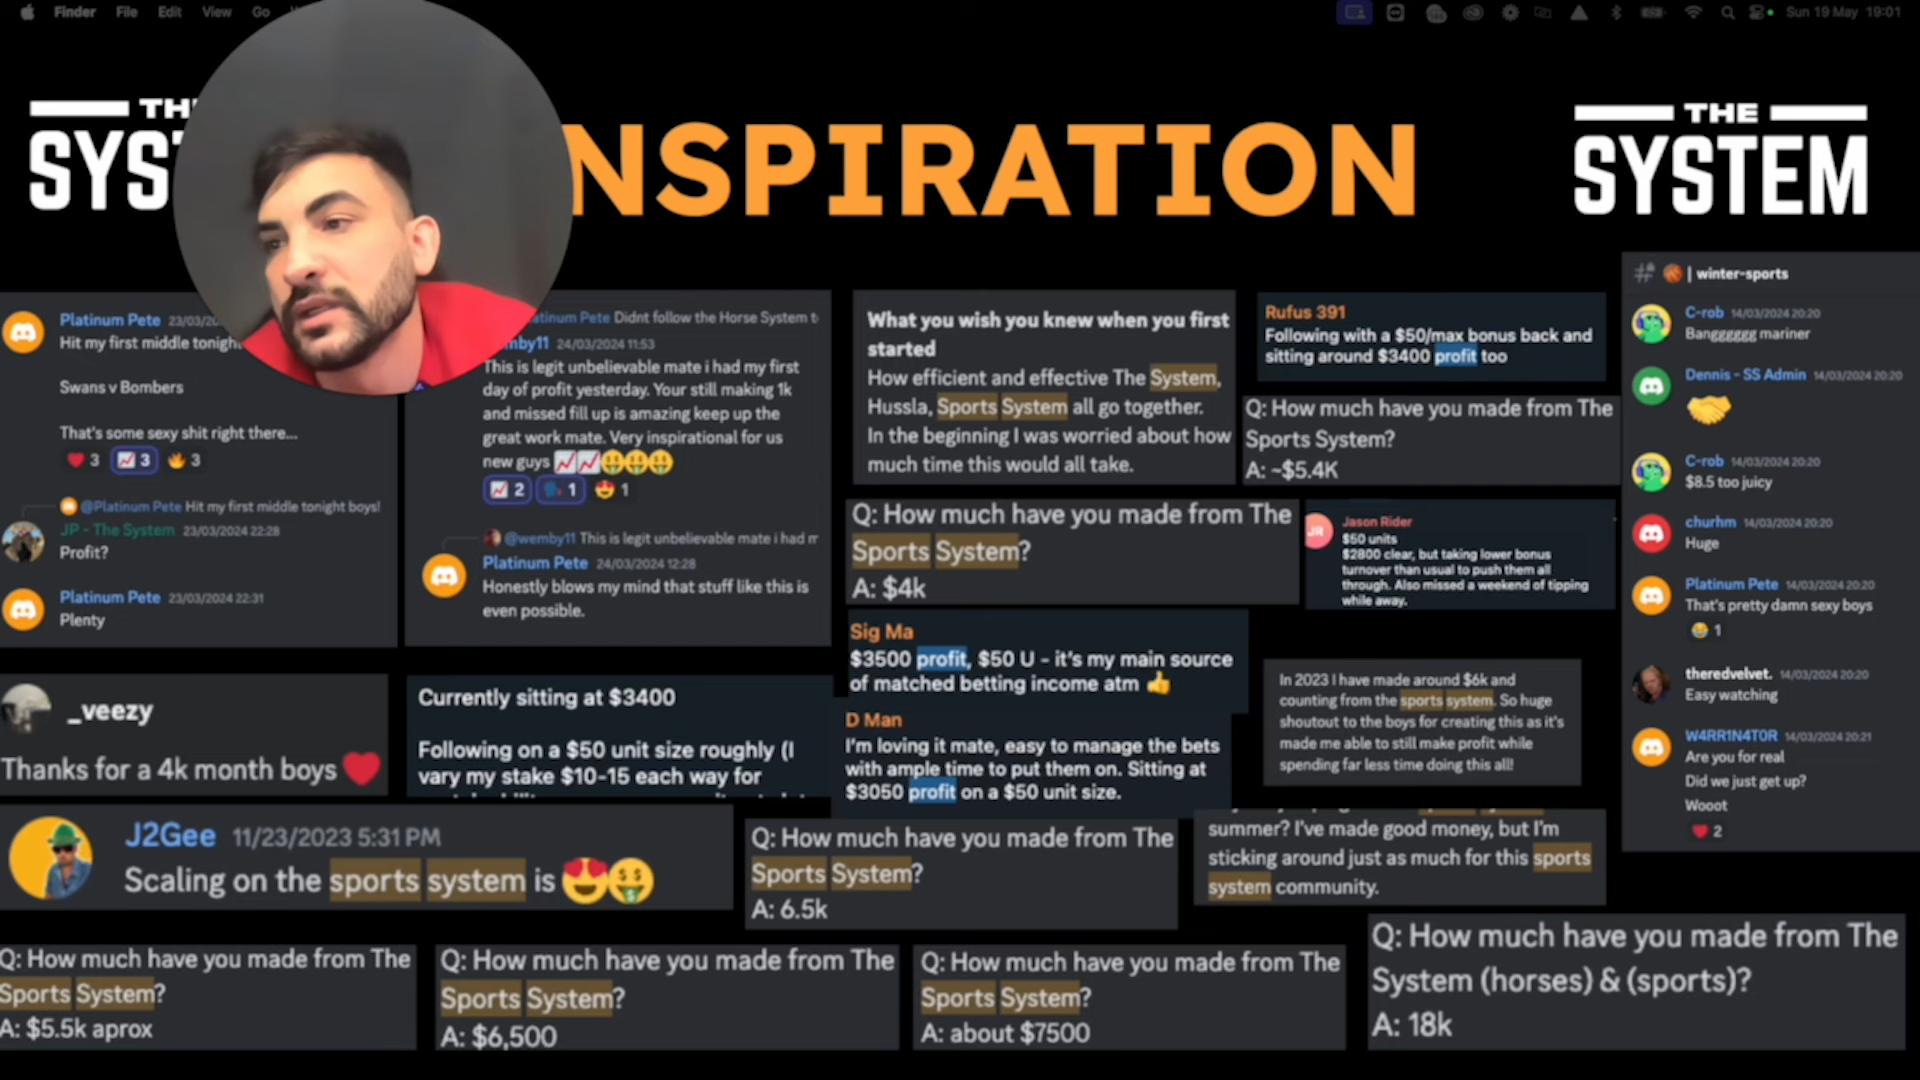 Finder File Edit View Go
Sun 19 May 19:01
THE
SYSTEM
NSPIRATION
Platinum Pete
Hit my first middle tonight
Swans v Bombers
That's some sexy shit right there...
3 3 3
@Platinum Pete Hit my first middle tonight boys!
JP - The System 23/03/2024 22:28
Profit?
Platinum Pete 23/03/2024 22:31
Plenty
Pete Didnt follow the Horse System
24/03/2024 11:53
This is legit unbelievable mate i had my first
day of profit yesterday. Your still making 1k
and missed fill up is amazing keep up the
great work mate. Very inspirational for us
new guys
2 1 1
@wemby11 This is legit unbelievable mate i had
Platinum Pete 24/03/2024 12:28
Honestly blows my mind that stuff like this is
even possible.
What you wish you knew when you first
started
How efficient and effective The System,
Hussla, Sports System all go together.
In the beginning I was worried about how
much time this would all take.
Rufus 391
Following with a $50/max bonus back and
sitting around $3400 profit too
Q: How much have you made from The
Sports System?
A: ~$5.4K
Q: How much have you made from The
Sports System?
A: $4k
JR
Jason Rider
$50 units
$2800 clear, but taking lower bonus
turnover than usual to push them all
through. Also missed a weekend of tipping
while away.
Sig Ma
$3500 profit, $50 U - it's my main source
of matched betting income atm
D Man
I'm loving it mate, easy to manage the bets
with ample time to put them on. Sitting at
$3050 profit on a $50 unit size.
In 2023 I have made around $6k and
counting from the sports system. So huge
shoutout to the boys for creating this as it's
made me able to still make profit while
spending far less time doing this all!
# | winter-sports
C-rob 14/03/2024 20:20
Bangggggg mariner
Dennis - SS Admin 14/03/2024 20:20
C-rob 14/03/2024 20:20
$8.5 too juicy
churhm 14/03/2024 20:20
Huge
Platinum Pete 14/03/2024 20:20
That's pretty damn sexy boys
1
theredvelvet. 14/03/2024 20:20
Easy watching
W4RR1N4T0R 14/03/2024 20:21
Are you for real
Did we just get up?
Wooot
2
_veezy
Thanks for a 4k month boys
Currently sitting at $3400
Following on a $50 unit size roughly (I
vary my stake $10-15 each way for
J2Gee 11/23/2023 5:31 PM
Scaling on the sports system is
Q: How much have you made from The
Sports System?
A: 6.5k
summer? I've made good money, but I'm
sticking around just as much for this sports
system community.
Q: How much have you made from The
Sports System?
A: $5.5k aprox
Q: How much have you made from The
Sports System?
A: $6,500
Q: How much have you made from The
Sports System?
A: about $7500
Q: How much have you made from The
System (horses) & (sports)?
A: 18k